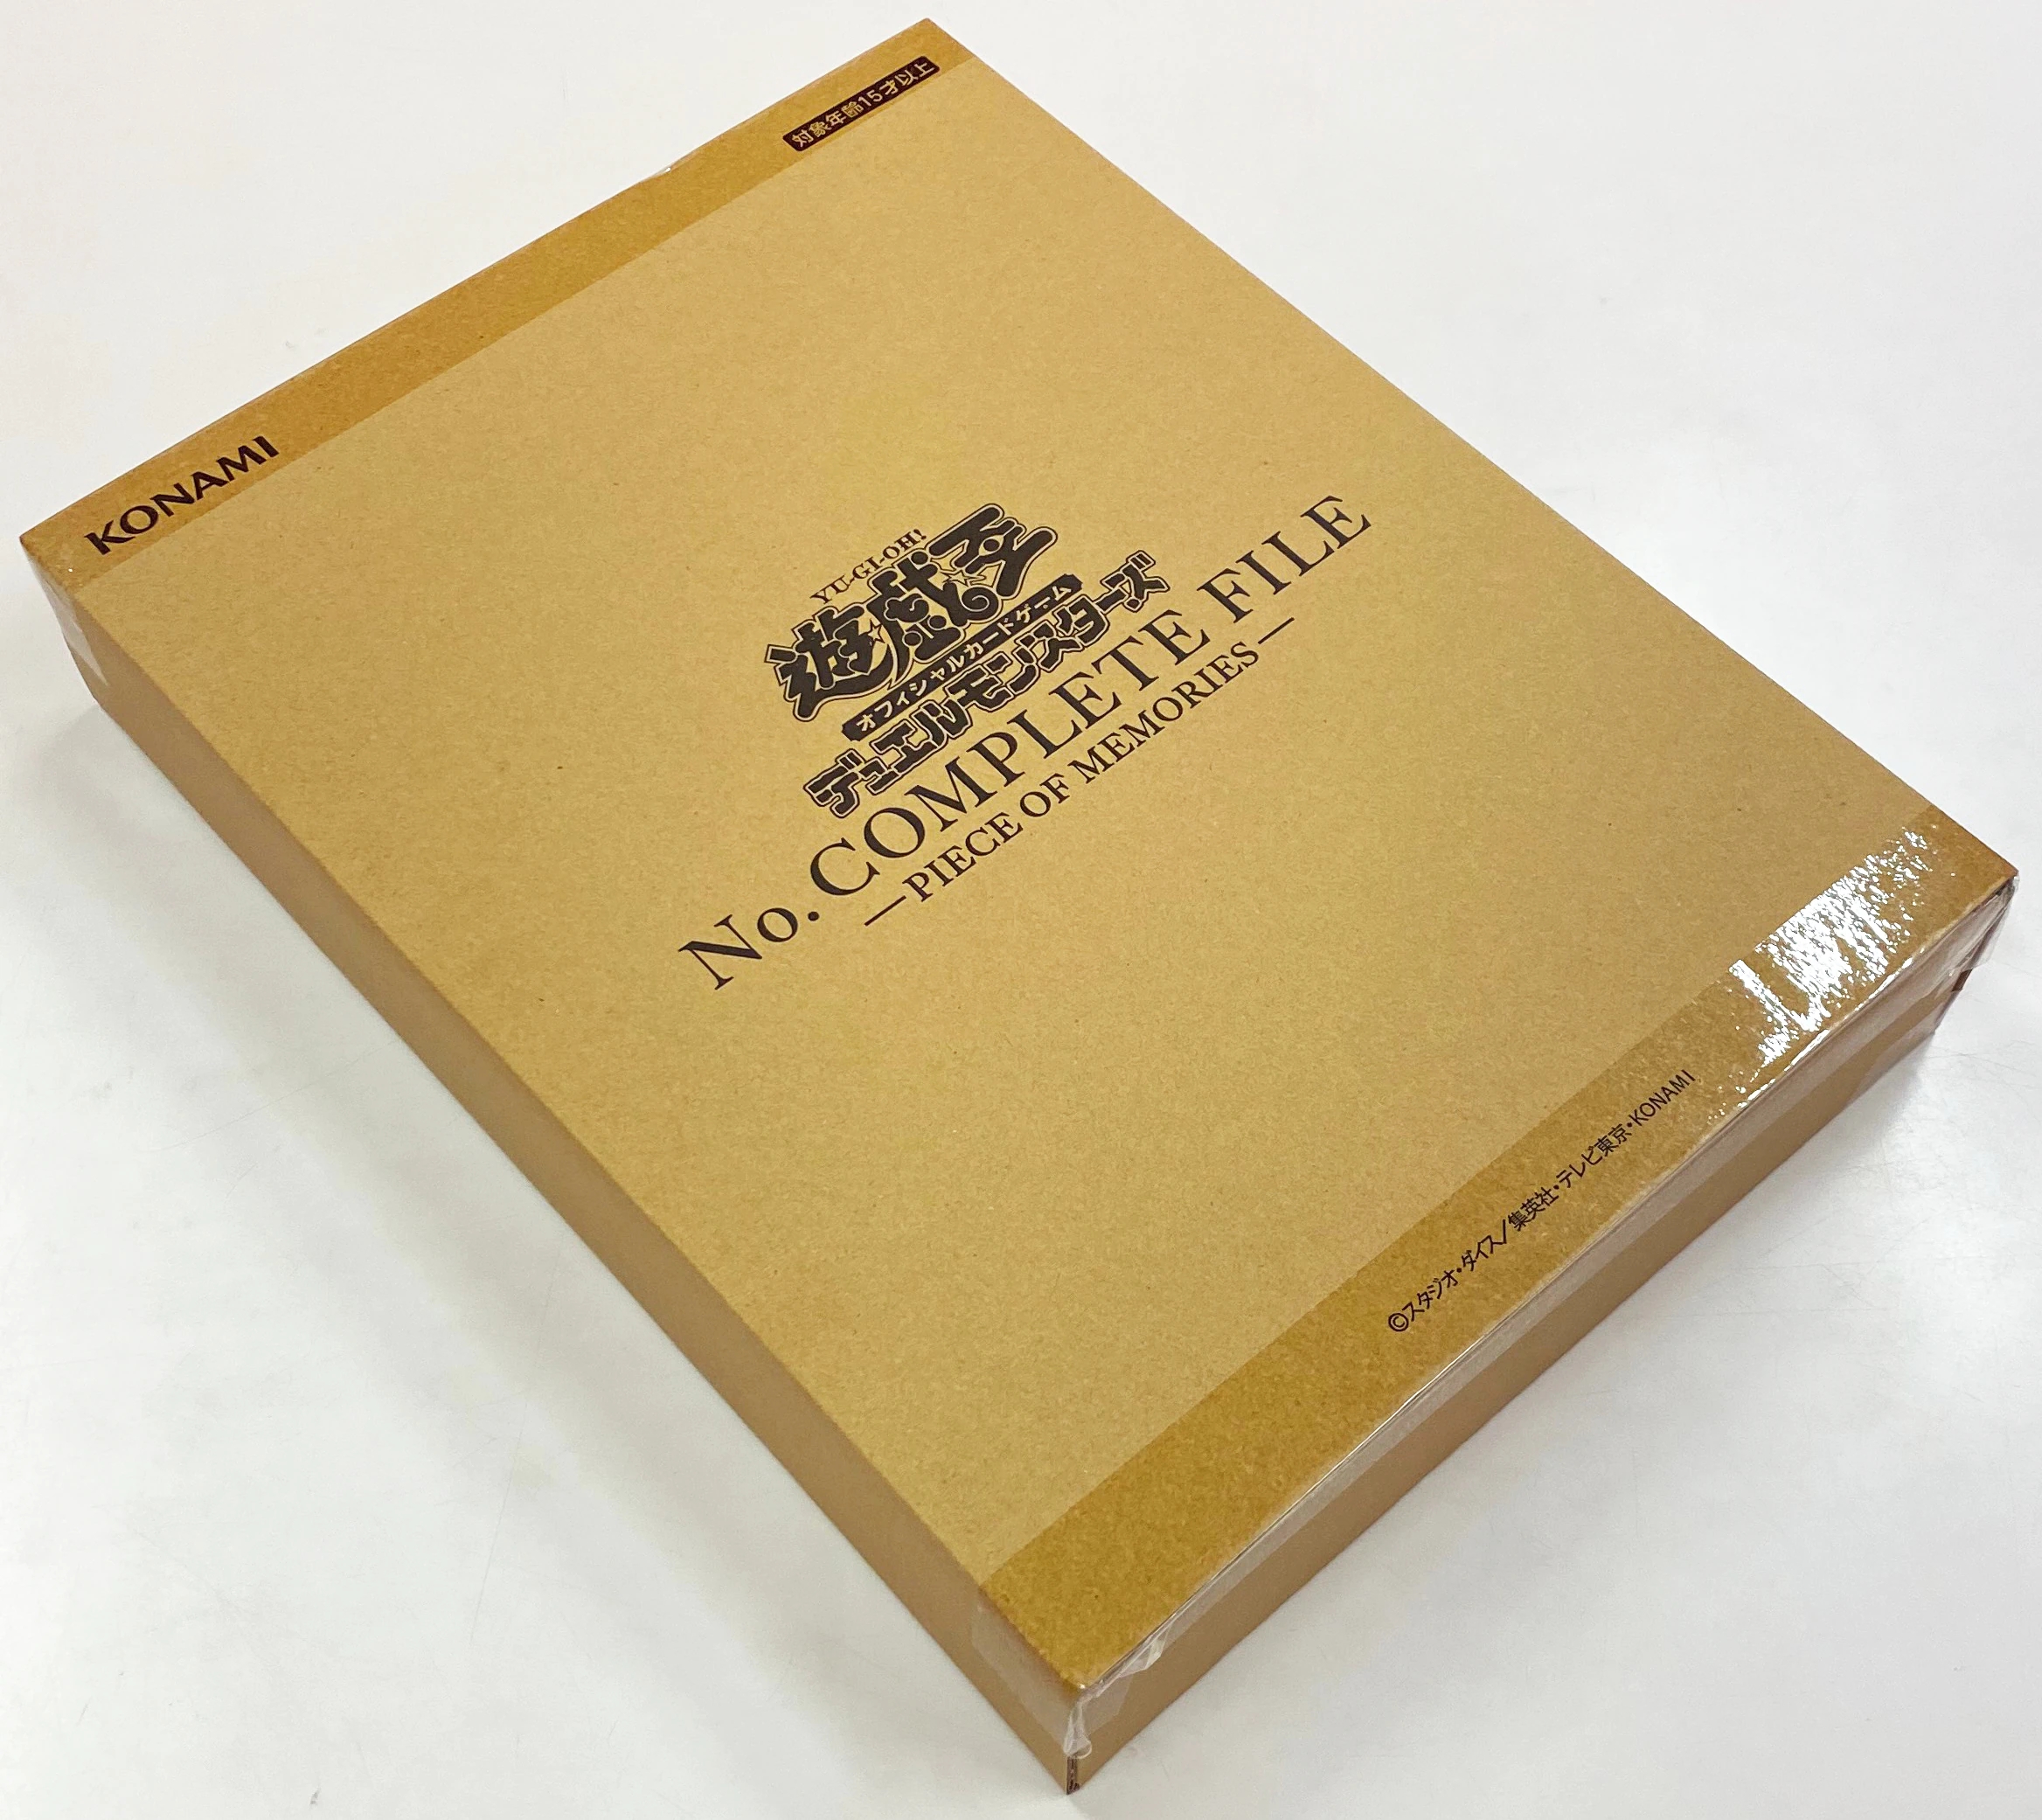 KONAMI
対象年齢15才以上
YU-GI-OH!
遊戯王
オフィシャルカードゲーム
デュエルモンスターズ
No. COMPLETE FILE
—PIECE OF MEMORIES—
©スタジオ・ダイス/集英社・テレビ東京・KONAMI